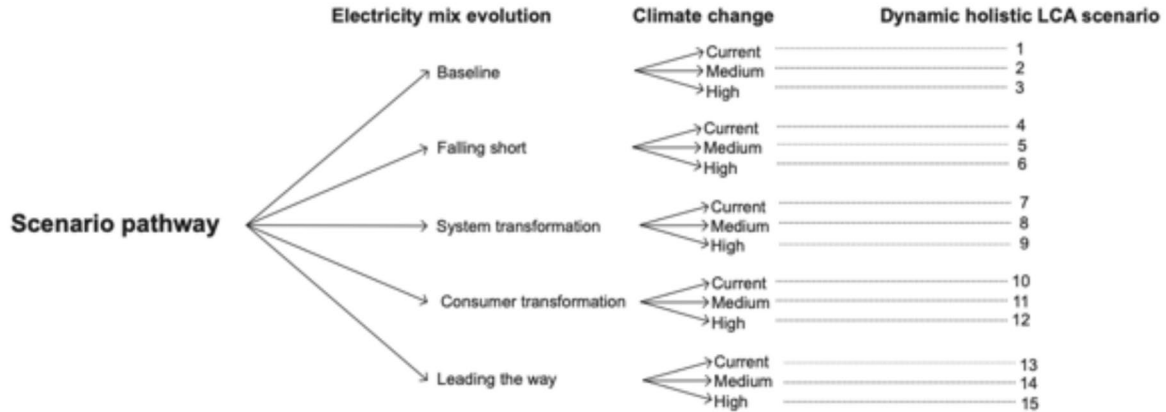 Electricity mix evolution Climate change Dynamic holistic LCA scenario
Current 1
Baseline Medium 2
High 3
Current 4
Falling short Medium 5
High 6
Current 7
Scenario pathway System transformation Medium 8
High 9
Current 10
Consumer transformation Medium 11
High 12
Current 13
Leading the way Medium 14
High 15